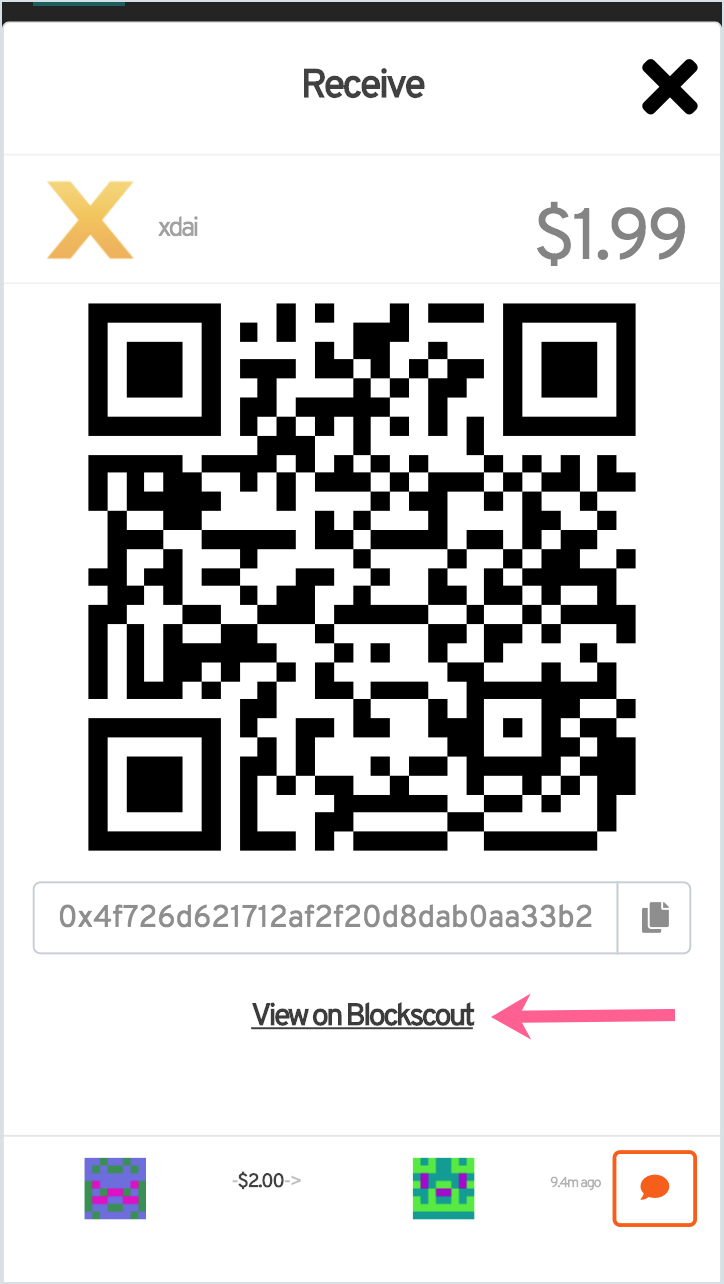 Receive
xdai
$1.99
0x4f726d621712af2f20d8dab0aa33b2
View on Blockscout
-$2.00->
9.4m ago